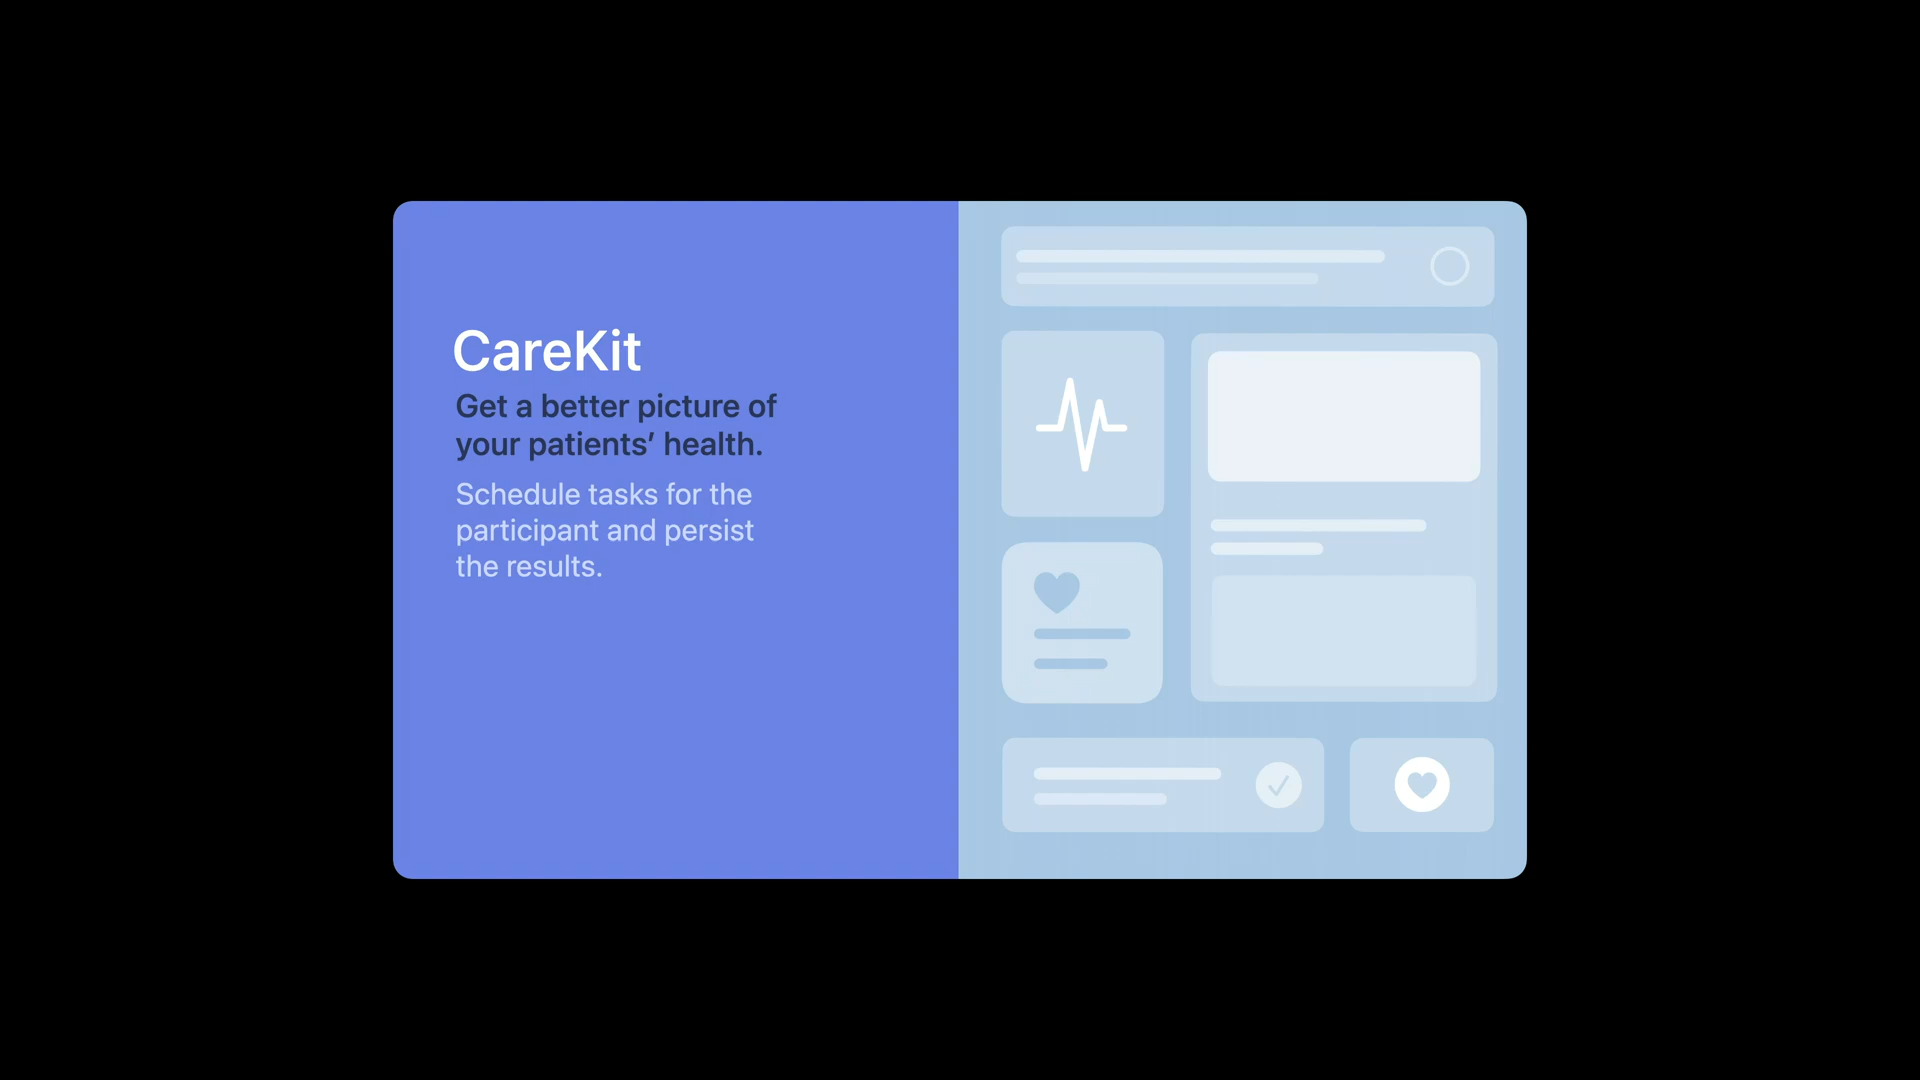 CareKit
Get a better picture of
your patients’ health.
Schedule tasks for the
participant and persist
the results.